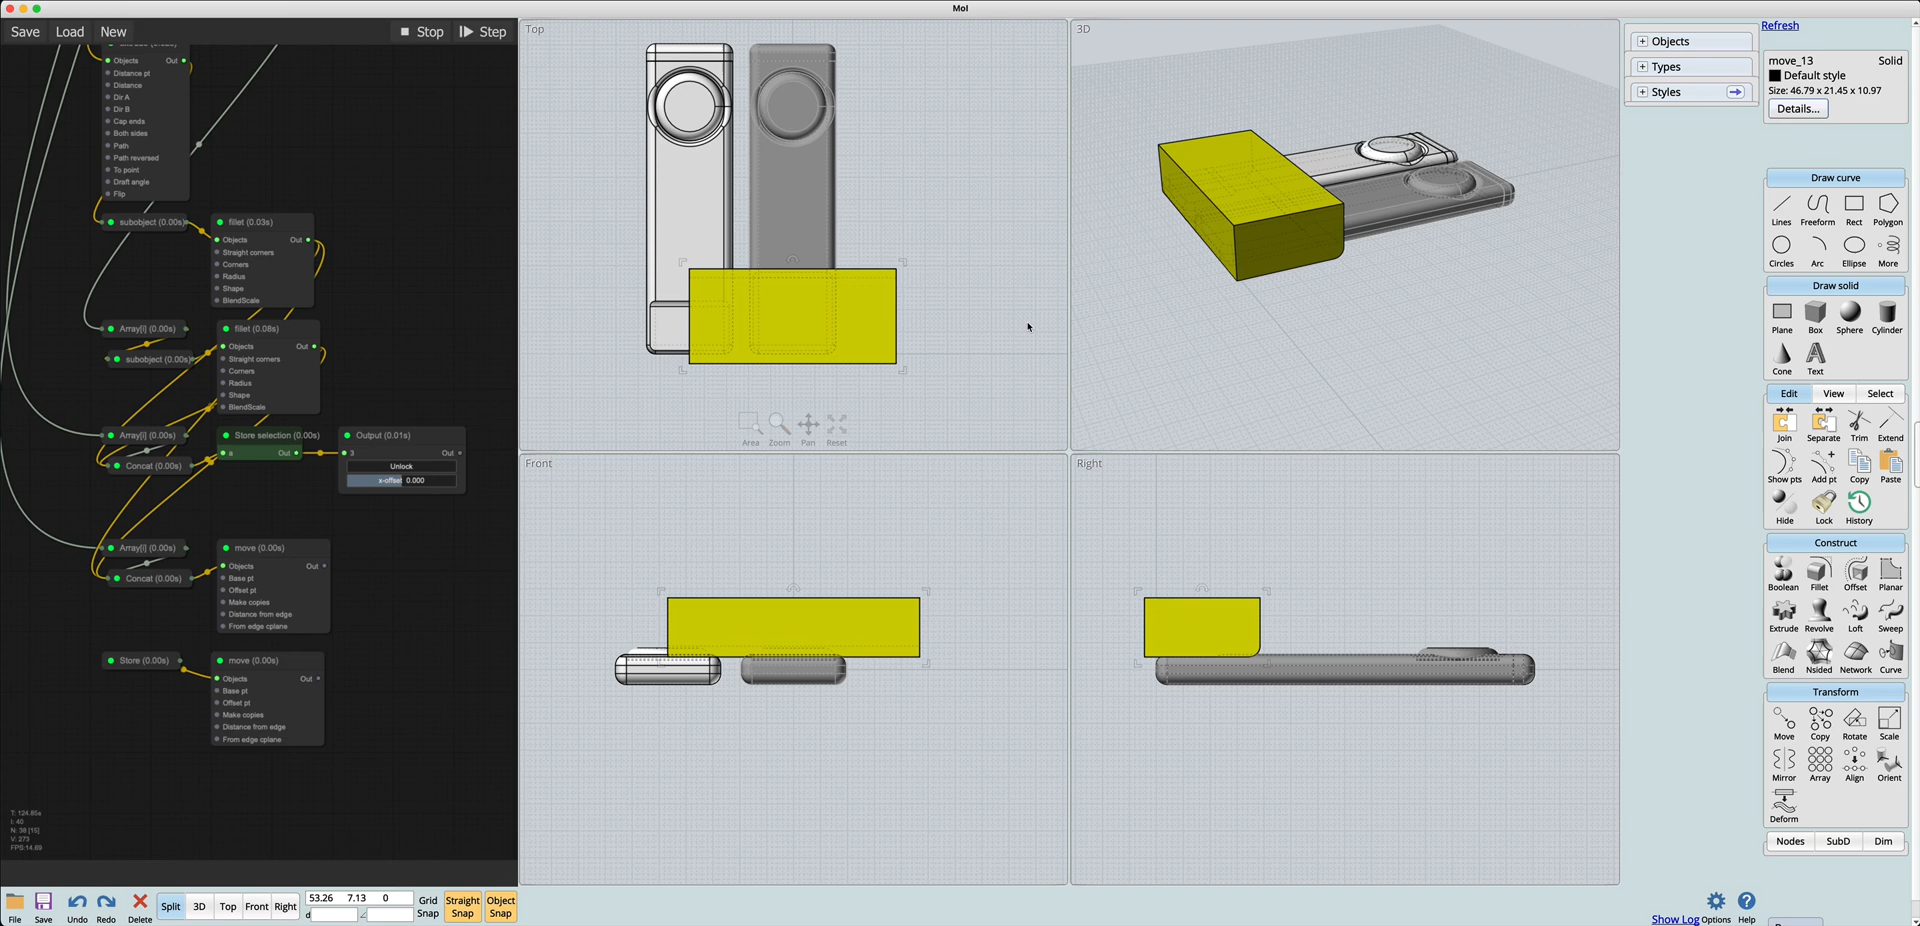 MoI
Save Load New Stop Step
Objects Out
Distance pt
Distance
Dir A
Dir B
Cap ends
Both sides
Path
Path reversed
To point
Draft angle
Flip
subobject (0.00s)
fillet (0.03s)
Objects Out
Straight corners
Corners
Radius
Shape
BlendScale
Array[i] (0.00s)
subobject (0.00s)
fillet (0.08s)
Objects Out
Straight corners
Corners
Radius
Shape
BlendScale
Array[i] (0.00s)
Concat (0.00s)
Store selection (0.00s)
a Out
Output (0.01s)
3 Out
Unlock
x-offset 0.000
Array[i] (0.00s)
Concat (0.00s)
move (0.00s)
Objects Out
Base pt
Offset pt
Make copies
Distance from edge
From edge cplane
Store (0.00s)
move (0.00s)
Objects Out
Base pt
Offset pt
Make copies
Distance from edge
From edge cplane
T: 124.85s
I: 40
N: 38 [15]
V: 273
FPS:14.69
Top
Area Zoom Pan Reset
3D
Front
Right
Objects
Types
Styles
Refresh
move_13 Solid
Default style
Size: 46.79 x 21.45 x 10.97
Details...
Draw curve
Lines Freeform Rect Polygon
Circles Arc Ellipse More
Draw solid
Plane Box Sphere Cylinder
Cone Text
Edit View Select
Join Separate Trim Extend
Show pts Add pt Copy Paste
Hide Lock History
Construct
Boolean Fillet Offset Planar
Extrude Revolve Loft Sweep
Blend Nsided Network Curve
Transform
Move Copy Rotate Scale
Mirror Array Align Orient
Deform
Nodes SubD Dim
File Save Undo Redo Delete
Split 3D Top Front Right
53.26 7.13 0
d
Grid Snap
Straight Snap
Object Snap
Show Log Options Help